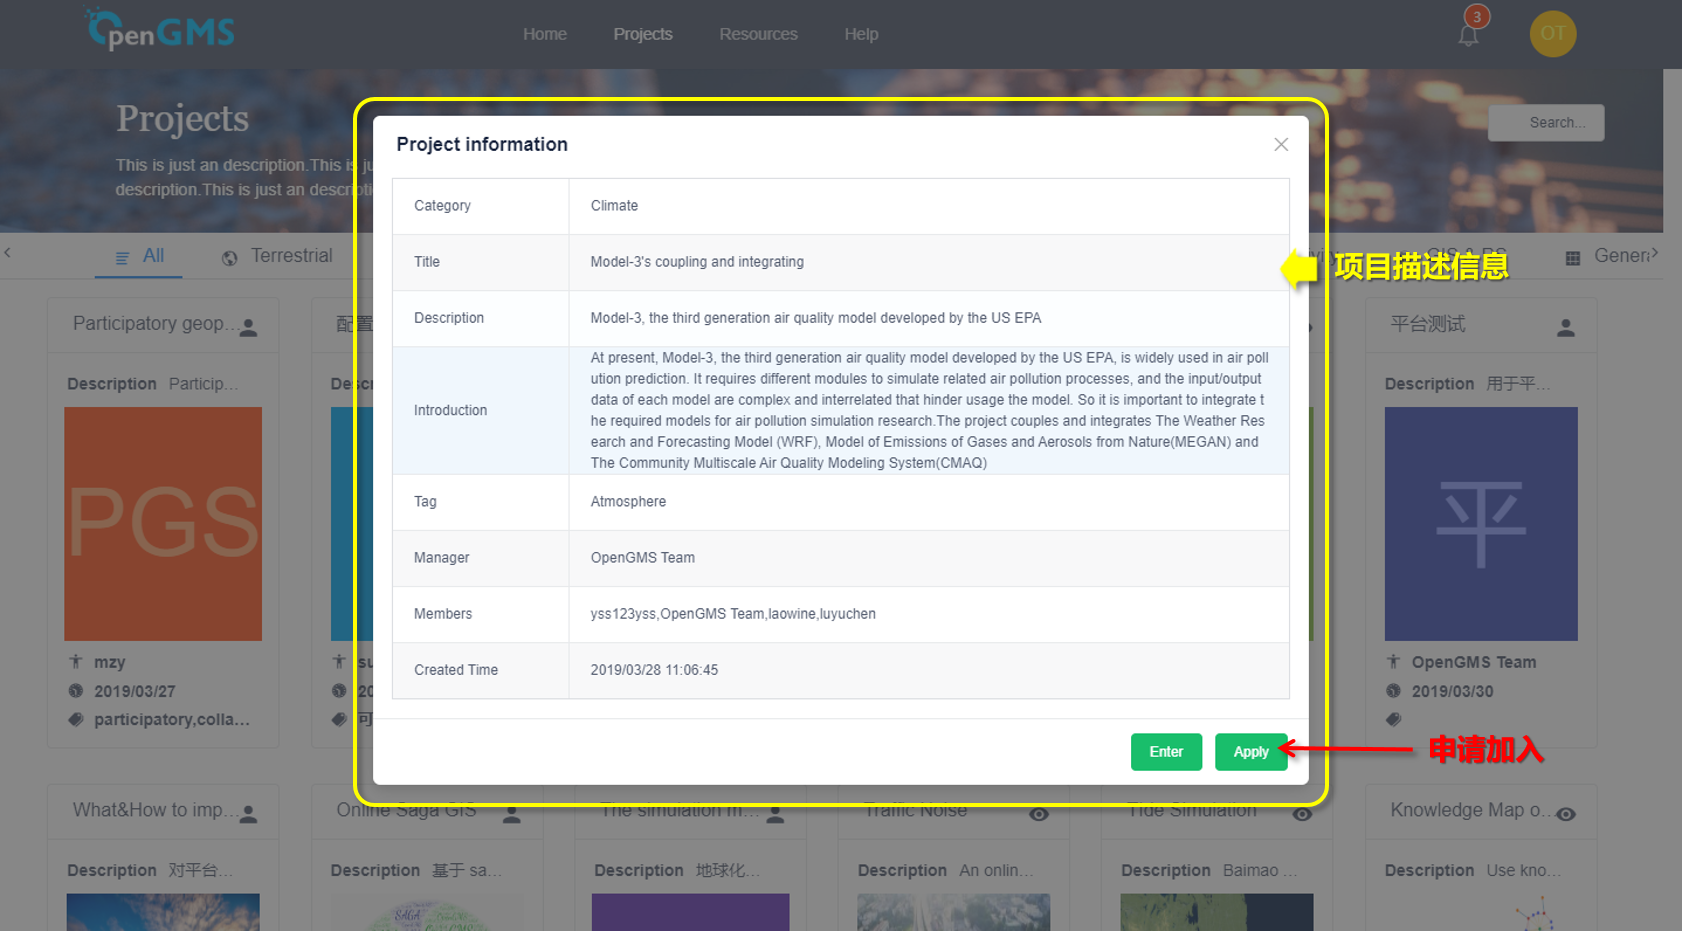 OpenGMS
Home
Projects
Resources
Help
3
OT
Projects
This is just an description.This is ju
description.This is just an descripti
Search...
Project information
Category
Climate
Title
Model-3's coupling and integrating
Description
Model-3, the third generation air quality model developed by the US EPA
Introduction
At present, Model-3, the third generation air quality model developed by the US EPA, is widely used in air poll
ution prediction. It requires different modules to simulate related air pollution processes, and the input/output
data of each model are complex and interrelated that hinder usage the model. So it is important to integrate t
he required models for air pollution simulation research.The project couples and integrates The Weather Res
earch and Forecasting Model (WRF), Model of Emissions of Gases and Aerosols from Nature(MEGAN) and
The Community Multiscale Air Quality Modeling System(CMAQ)
Tag
Atmosphere
Manager
OpenGMS Team
Members
yss123yss,OpenGMS Team,laowine,luyuchen
Created Time
2019/03/28 11:06:45
Enter
Apply
项目描述信息
申请加入
All
Terrestrial
GIS & RS
Genera
Participatory geop...
配置
平台测试
Description Particip...
Desc
Description 用于平...
PGS
平
mzy
su
OpenGMS Team
2019/03/27
20
2019/03/30
participatory,colla...
可
What&How to imp...
Online Saga GIS
The simulation m...
Traffic Noise
Tide Simulation
Knowledge Map o...
Description 对平台...
Description 基于 sa...
Description 地球化...
Description An onlin...
Description Baimao ...
Description Use kno...
SAGA